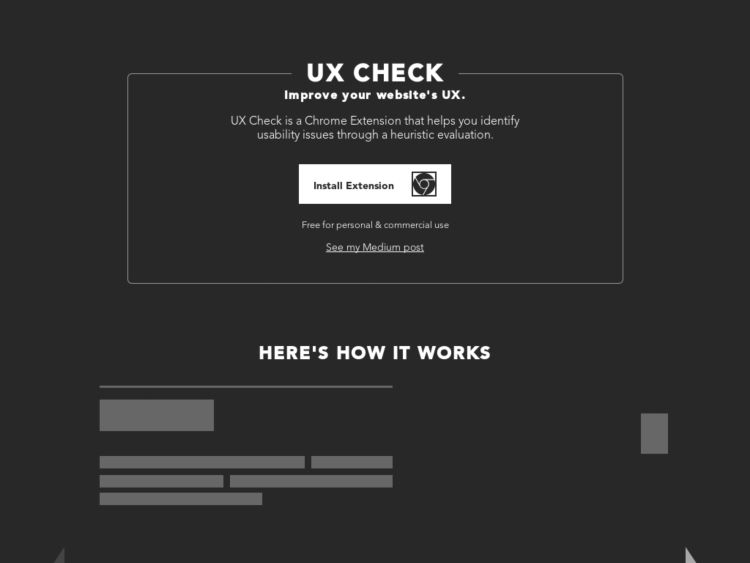 UX CHECK
Improve your website's UX.
UX Check is a Chrome Extension that helps you identify
usability issues through a heuristic evaluation.
Install Extension
Free for personal & commercial use
See my Medium post
HERE'S HOW IT WORKS